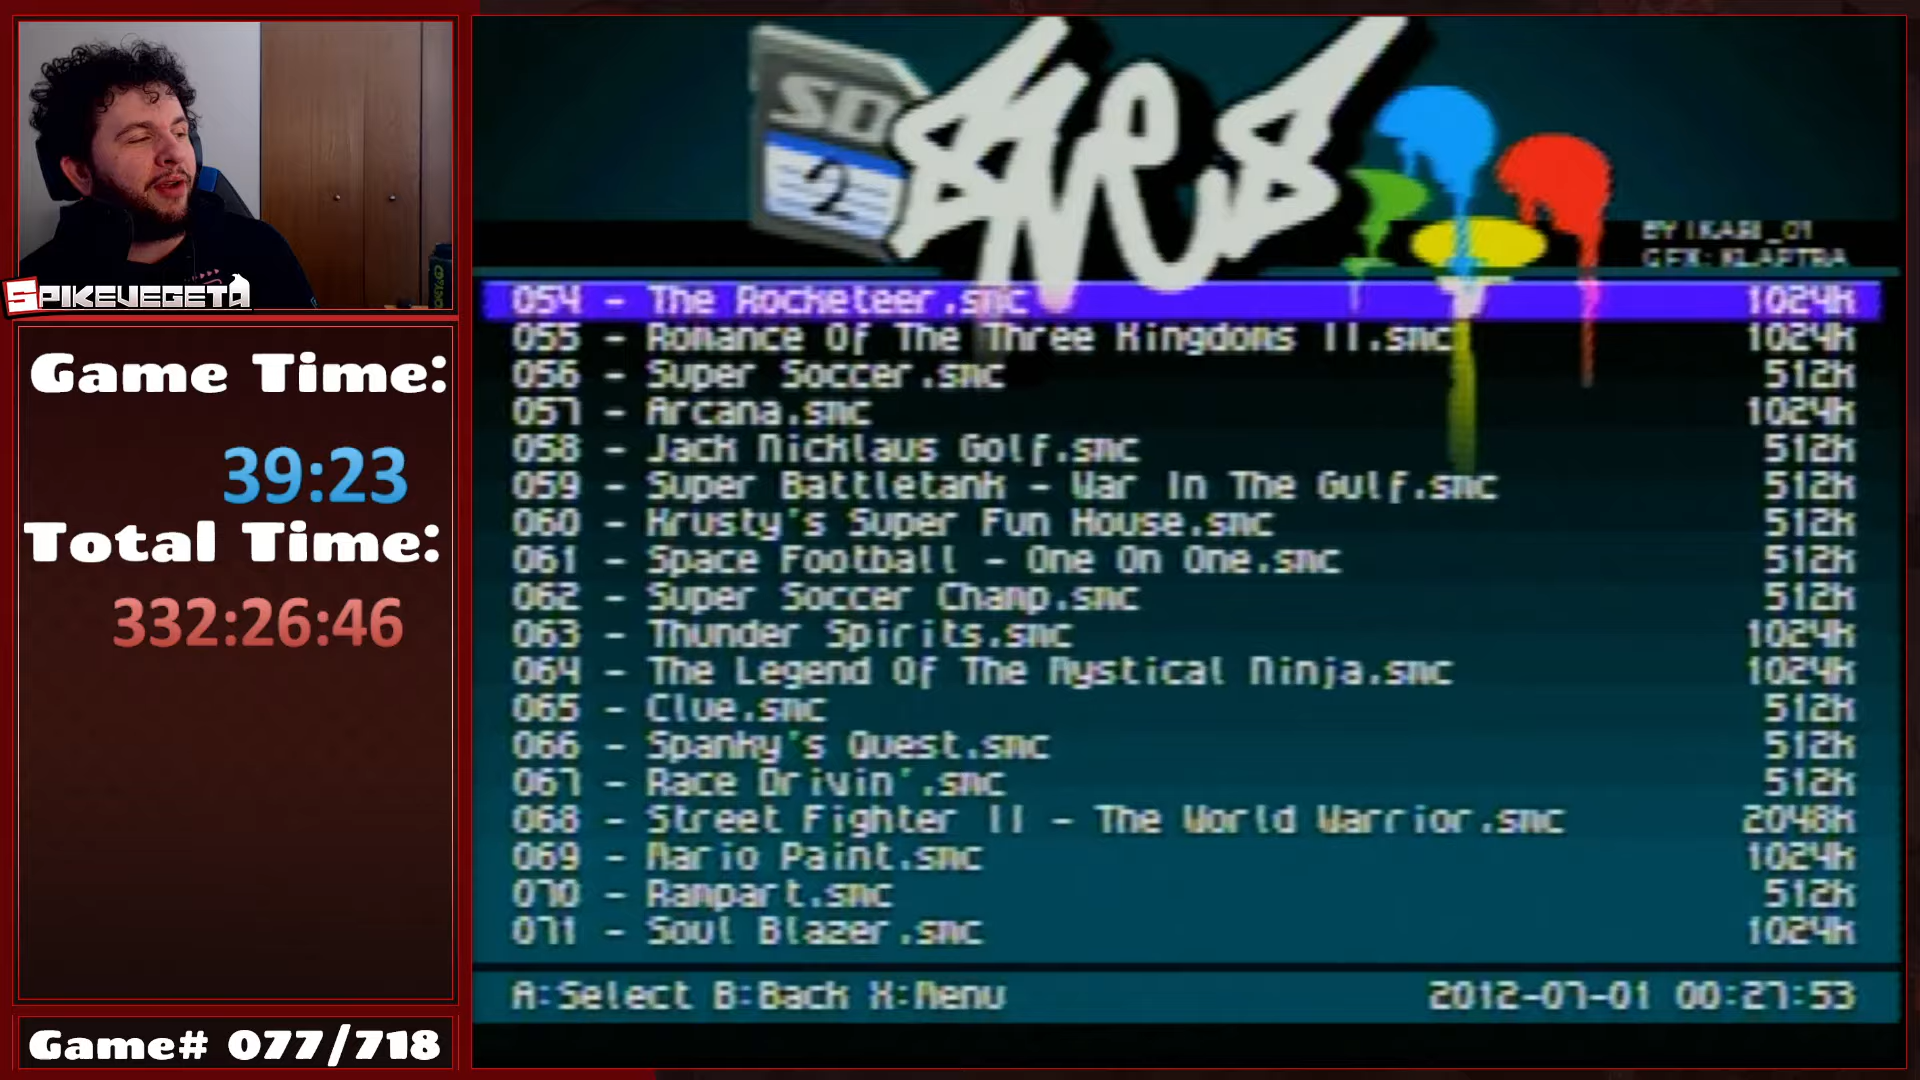 SPIKEVEGETA
Game Time:
39:23
Total Time:
332:26:46
Game# 077/718
SD
2
SNES
BY IKARI_01
GFX: KLAPTRA
054 - The Rocketeer.smc 1024k
055 - Romance Of The Three Kingdoms II.smc 1024k
056 - Super Soccer.smc 512k
057 - Arcana.smc 1024k
058 - Jack Nicklaus Golf.smc 512k
059 - Super Battletank - War In The Gulf.smc 512k
060 - Krusty's Super Fun House.smc 512k
061 - Space Football - One On One.smc 512k
062 - Super Soccer Champ.smc 512k
063 - Thunder Spirits.smc 1024k
064 - The Legend Of The Mystical Ninja.smc 1024k
065 - Clue.smc 512k
066 - Spanky's Quest.smc 512k
067 - Race Drivin'.smc 512k
068 - Street Fighter II - The World Warrior.smc 2048k
069 - Mario Paint.smc 1024k
070 - Rampart.smc 512k
071 - Soul Blazer.smc 1024k
A:Select B:Back X:Menu 2012-07-01 00:27:53